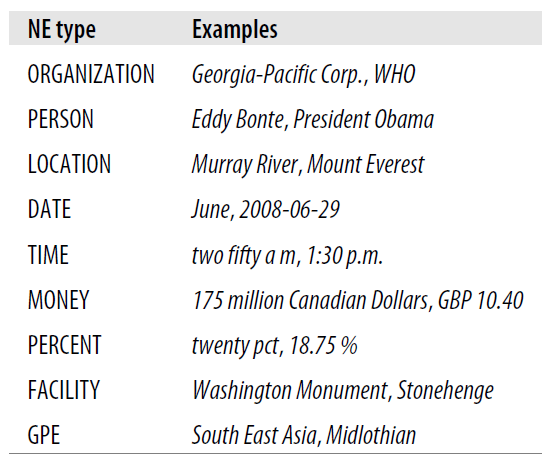 NE type Examples
ORGANIZATION Georgia-Pacific Corp., WHO
PERSON Eddy Bonte, President Obama
LOCATION Murray River, Mount Everest
DATE June, 2008-06-29
TIME two fifty a m, 1:30 p.m.
MONEY 175 million Canadian Dollars, GBP 10.40
PERCENT twenty pct, 18.75 %
FACILITY Washington Monument, Stonehenge
GPE South East Asia, Midlothian